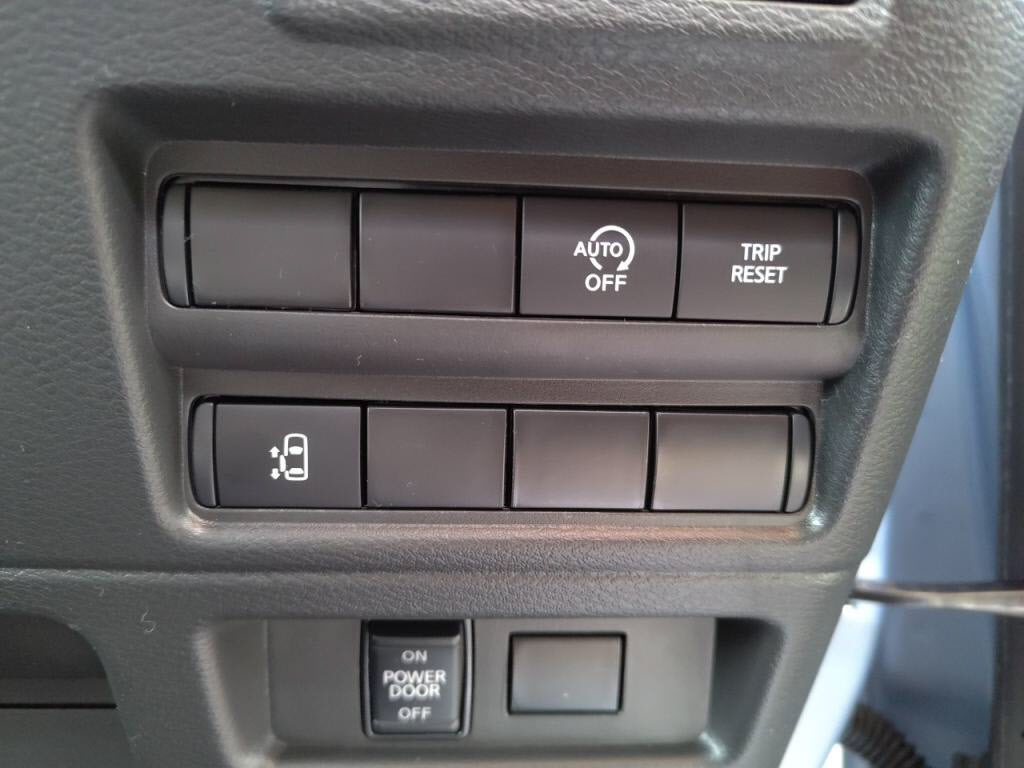 AUTO
OFF
TRIP
RESET
ON
POWER
DOOR
OFF